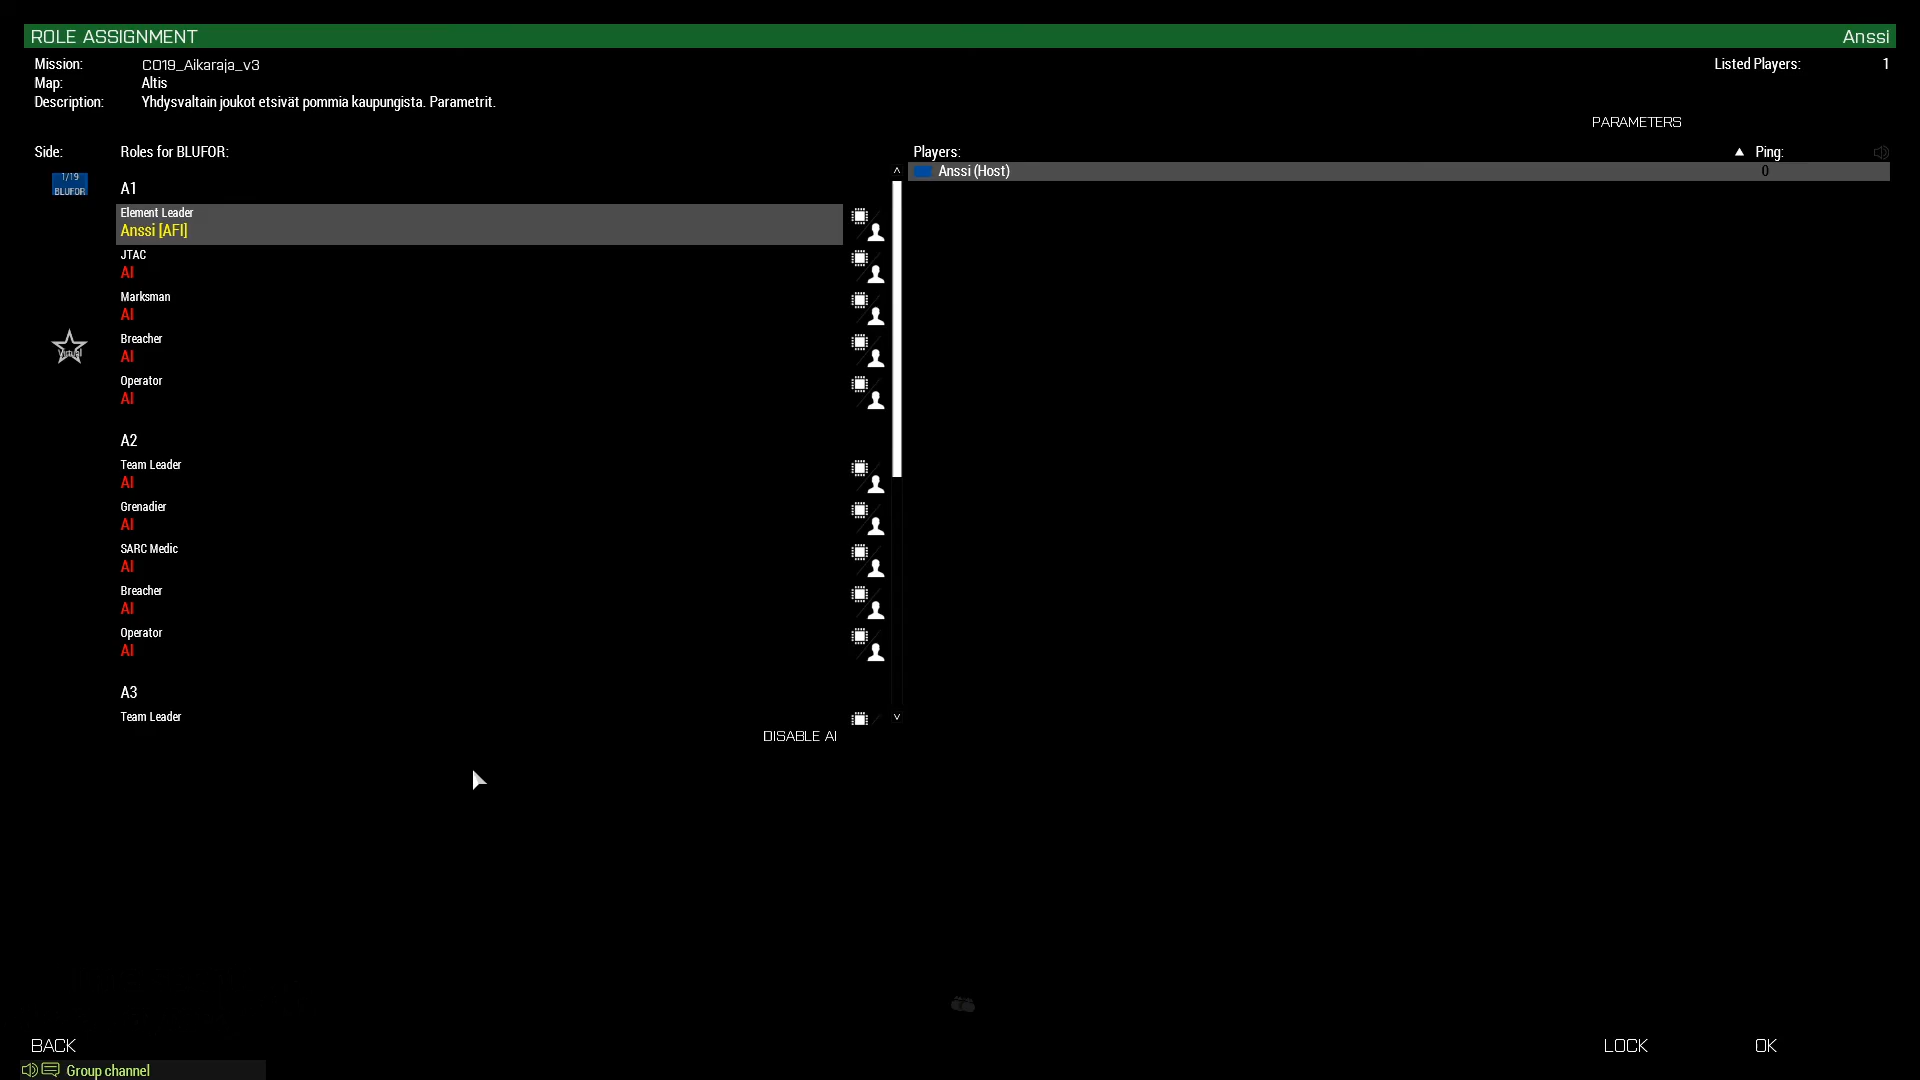 ROLE ASSIGNMENT Anssi
Mission: CO19_Aikaraja_v3 Listed Players: 1
Map: Altis
Description: Yhdysvaltain joukot etsivät pommia kaupungista. Parametrit.
PARAMETERS
Side: Roles for BLUFOR: Players: ▲ Ping:
1/19
BLUFOR
Anssi (Host) 0
A1
Element Leader
Anssi [AFI]
JTAC
AI
Marksman
AI
Breacher
AI
Virtual
Operator
AI
A2
Team Leader
AI
Grenadier
AI
SARC Medic
AI
Breacher
AI
Operator
AI
A3
Team Leader
DISABLE AI
BACK LOCK OK
Group channel